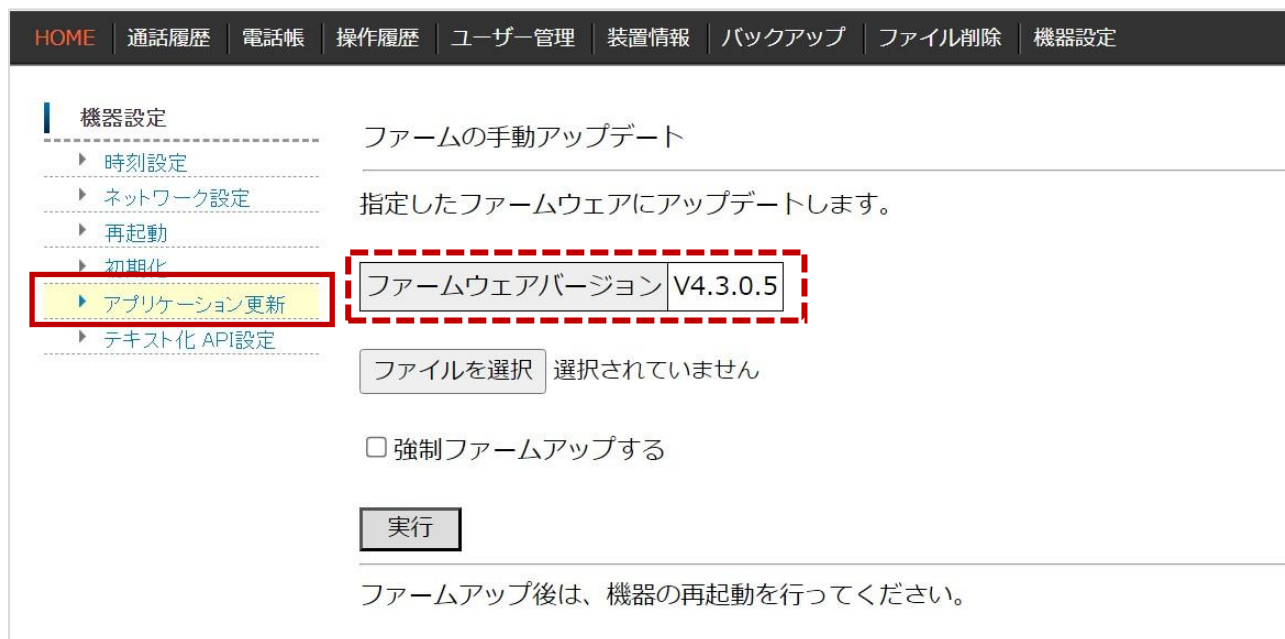 HOME 通話履歴 電話帳 操作履歴 ユーザー管理 装置情報 バックアップ ファイル削除 機器設定
機器設定
時刻設定
ネットワーク設定
再起動
初期化
アプリケーション更新
テキスト化 API設定
ファームの手動アップデート
指定したファームウェアにアップデートします。
ファームウェアバージョン V4.3.0.5
ファイルを選択 選択されていません
強制ファームアップする
実行
ファームアップ後は、機器の再起動を行ってください。